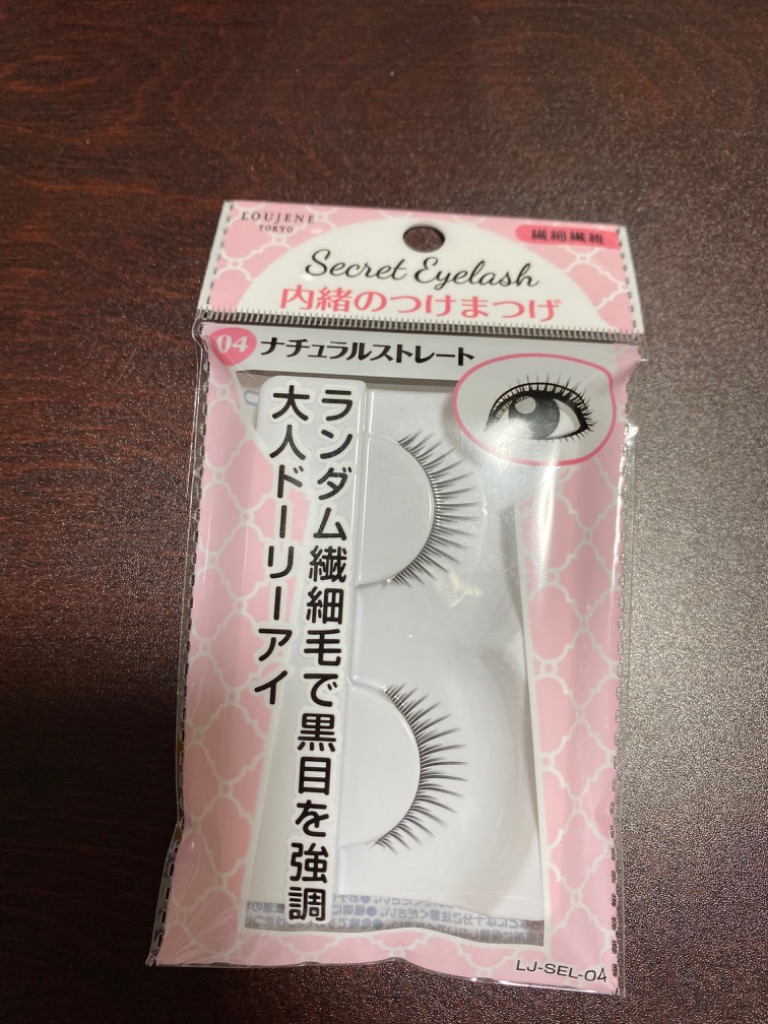 LOUJENE
TOKYO
繊細繊維
Secret Eyelash
内緒のつけまつげ
04 ナチュラルストレート
ランダム繊細毛で黒目を強調
大人ドーリーアイ
LJ-SEL-04